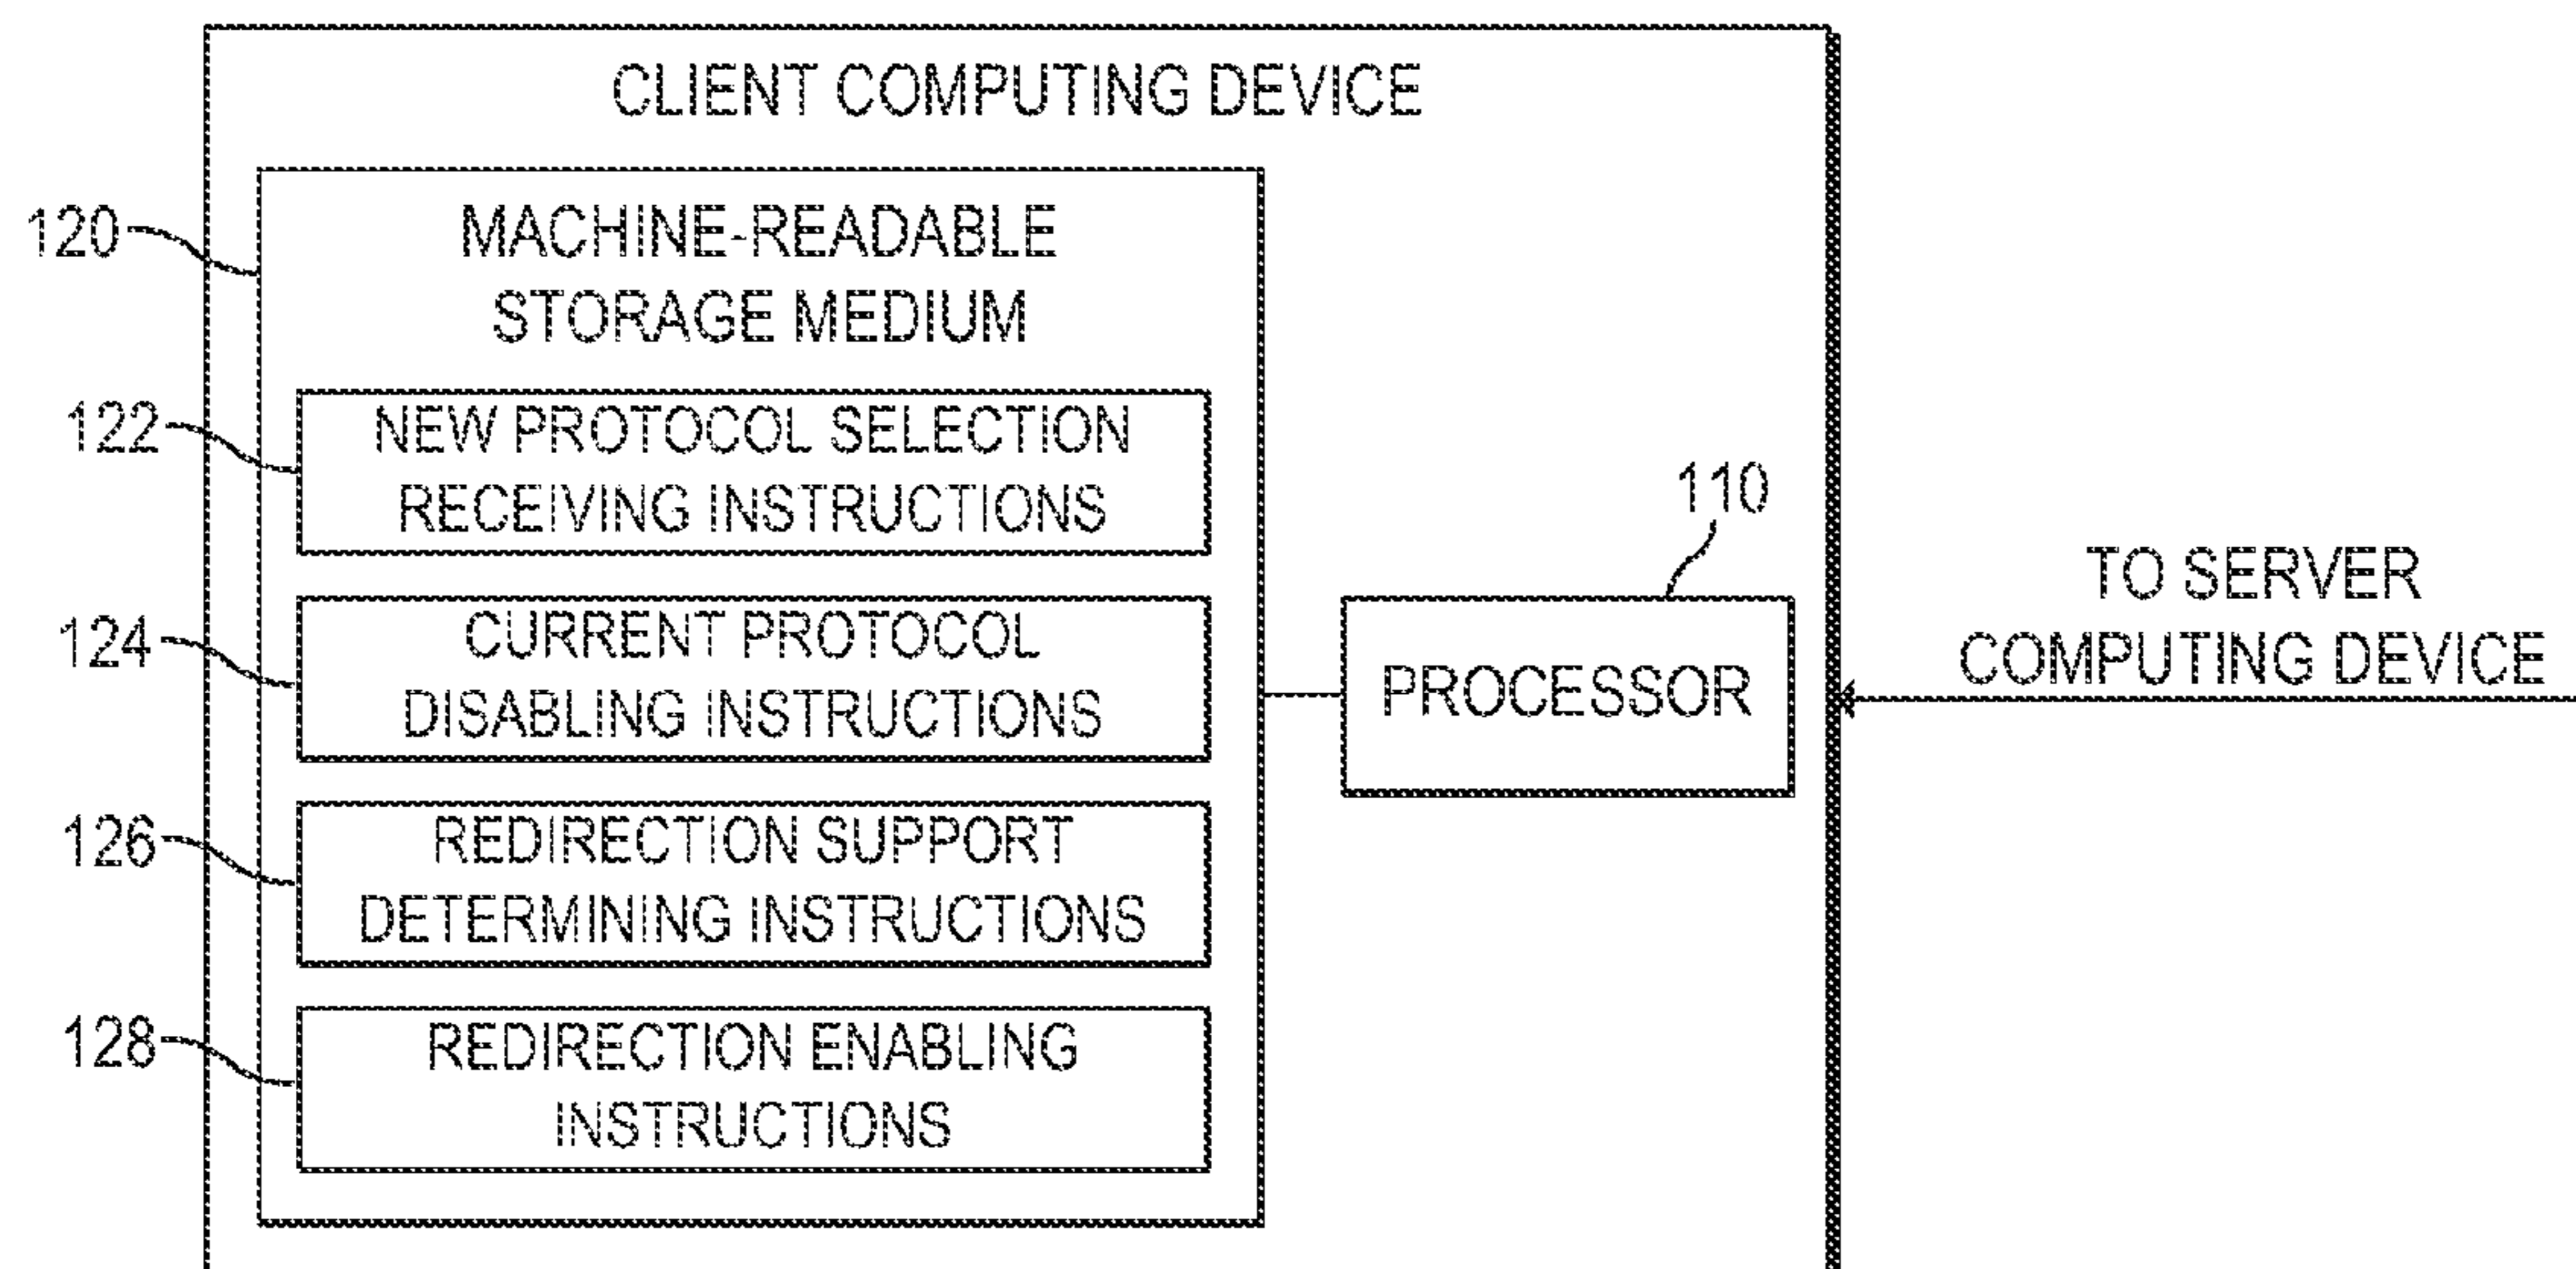 CLIENT COMPUTING DEVICE
120
MACHINE-READABLE
STORAGE MEDIUM
122
NEW PROTOCOL SELECTION
RECEIVING INSTRUCTIONS
110
124
CURRENT PROTOCOL
DISABLING INSTRUCTIONS
PROCESSOR
TO SERVER
COMPUTING DEVICE
126
REDIRECTION SUPPORT
DETERMINING INSTRUCTIONS
128
REDIRECTION ENABLING
INSTRUCTIONS